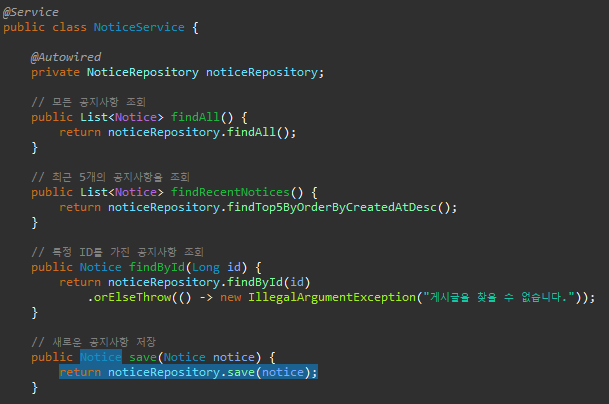 @Service
public class NoticeService {
@Autowired
private NoticeRepository noticeRepository;
// 모든 공지사항 조회
public List<Notice> findAll() {
return noticeRepository.findAll();
}
// 최근 5개의 공지사항을 조회
public List<Notice> findRecentNotices() {
return noticeRepository.findTop5ByOrderByCreatedAtDesc();
}
// 특정 ID를 가진 공지사항 조회
public Notice findById(Long id) {
return noticeRepository.findById(id)
.orElseThrow(() -> new IllegalArgumentException("게시글을 찾을 수 없습니다."));
}
// 새로운 공지사항 저장
public Notice save(Notice notice) {
return noticeRepository.save(notice);
}